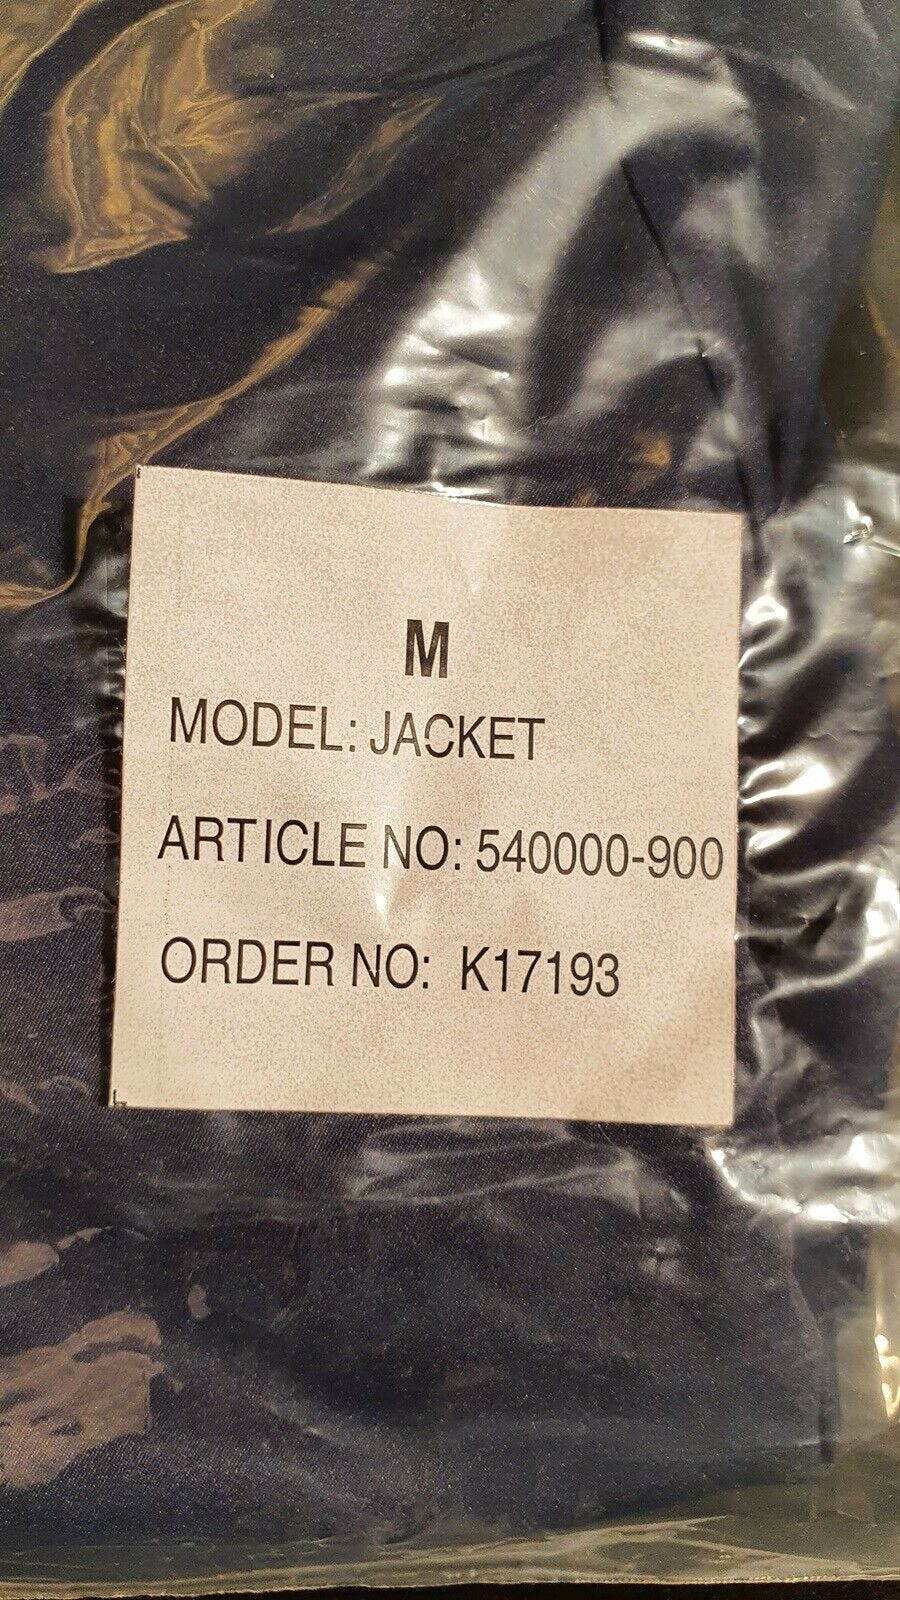 M
MODEL: JACKET
ARTICLE NO: 540000-900
ORDER NO: K17193